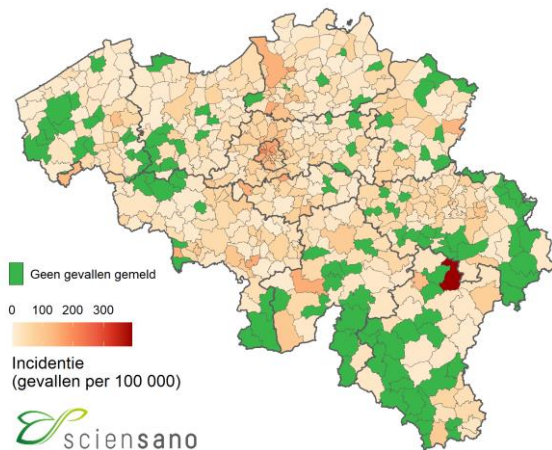 Geen gevallen gemeld
0 100 200 300
Incidentie
(gevallen per 100 000)
sciensano